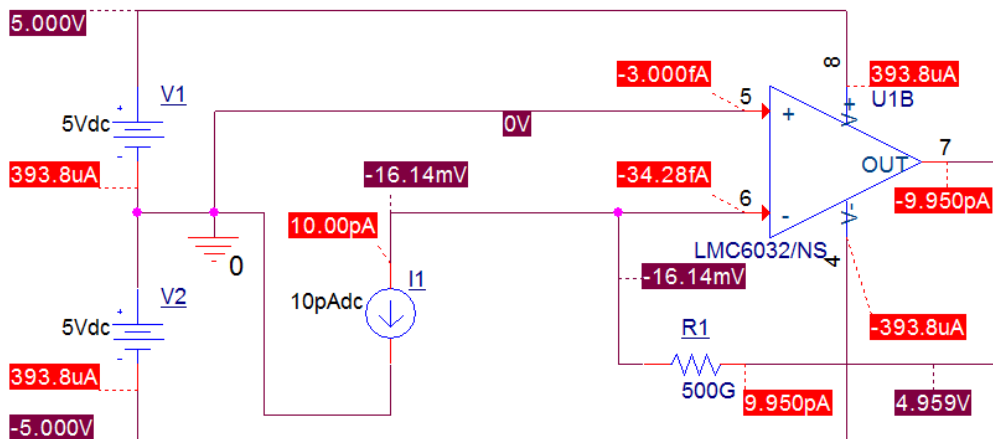 5.000V
8
V1
-3.000fA
393.8uA
5
U1B
5Vdc
+
V+
0V
-16.14mV
OUT
7
393.8uA
-34.28fA
-9.950pA
6
-
10.00pA
V-
0
LMC6032/NS
4
I1
-16.14mV
V2
10pAdc
5Vdc
R1
-393.8uA
393.8uA
500G
9.950pA
4.959V
-5.000V